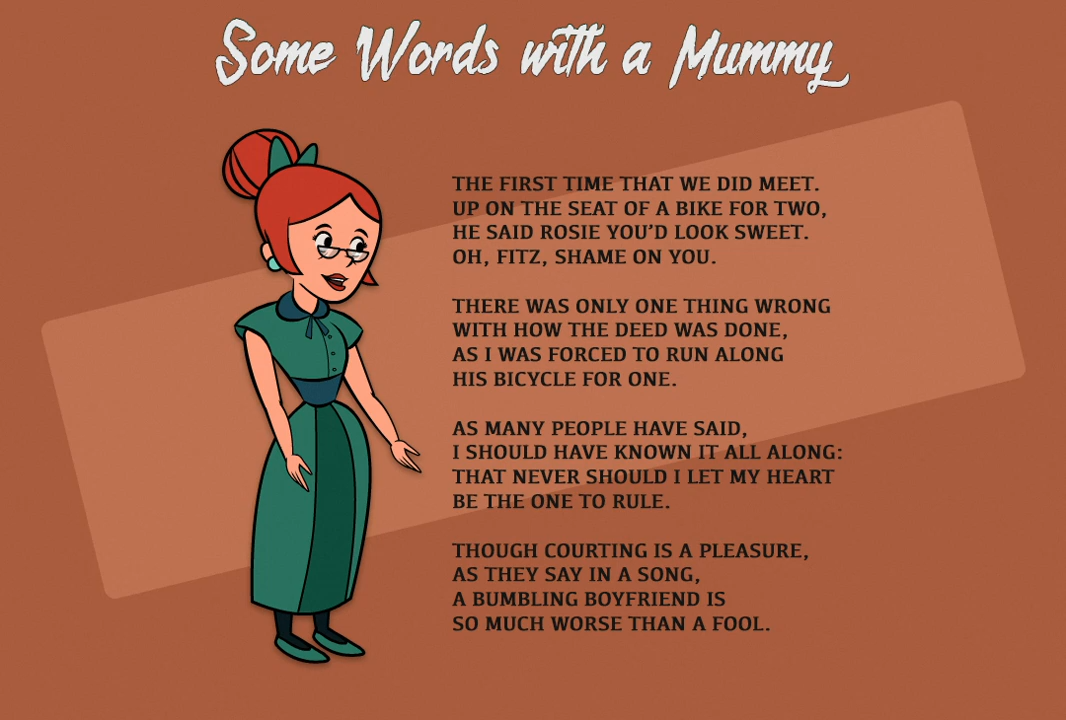 Some Words with a Mummy
THE FIRST TIME THAT WE DID MEET.
UP ON THE SEAT OF A BIKE FOR TWO,
HE SAID ROSIE YOU’D LOOK SWEET.
OH, FITZ, SHAME ON YOU.
THERE WAS ONLY ONE THING WRONG
WITH HOW THE DEED WAS DONE,
AS I WAS FORCED TO RUN ALONG
HIS BICYCLE FOR ONE.
AS MANY PEOPLE HAVE SAID,
I SHOULD HAVE KNOWN IT ALL ALONG:
THAT NEVER SHOULD I LET MY HEART
BE THE ONE TO RULE.
THOUGH COURTING IS A PLEASURE,
AS THEY SAY IN A SONG,
A BUMBLING BOYFRIEND IS
SO MUCH WORSE THAN A FOOL.